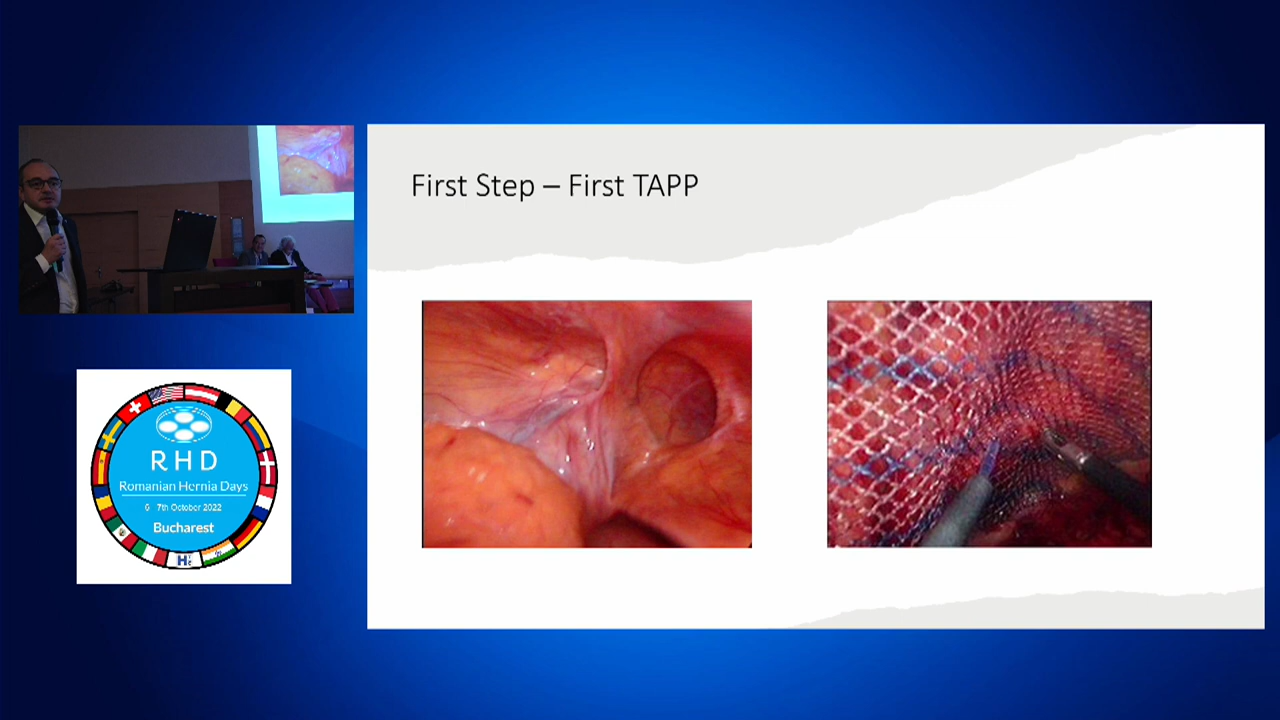 First Step – First TAPP
RHD
Romanian Hernia Days
6 7th October 2022
Bucharest